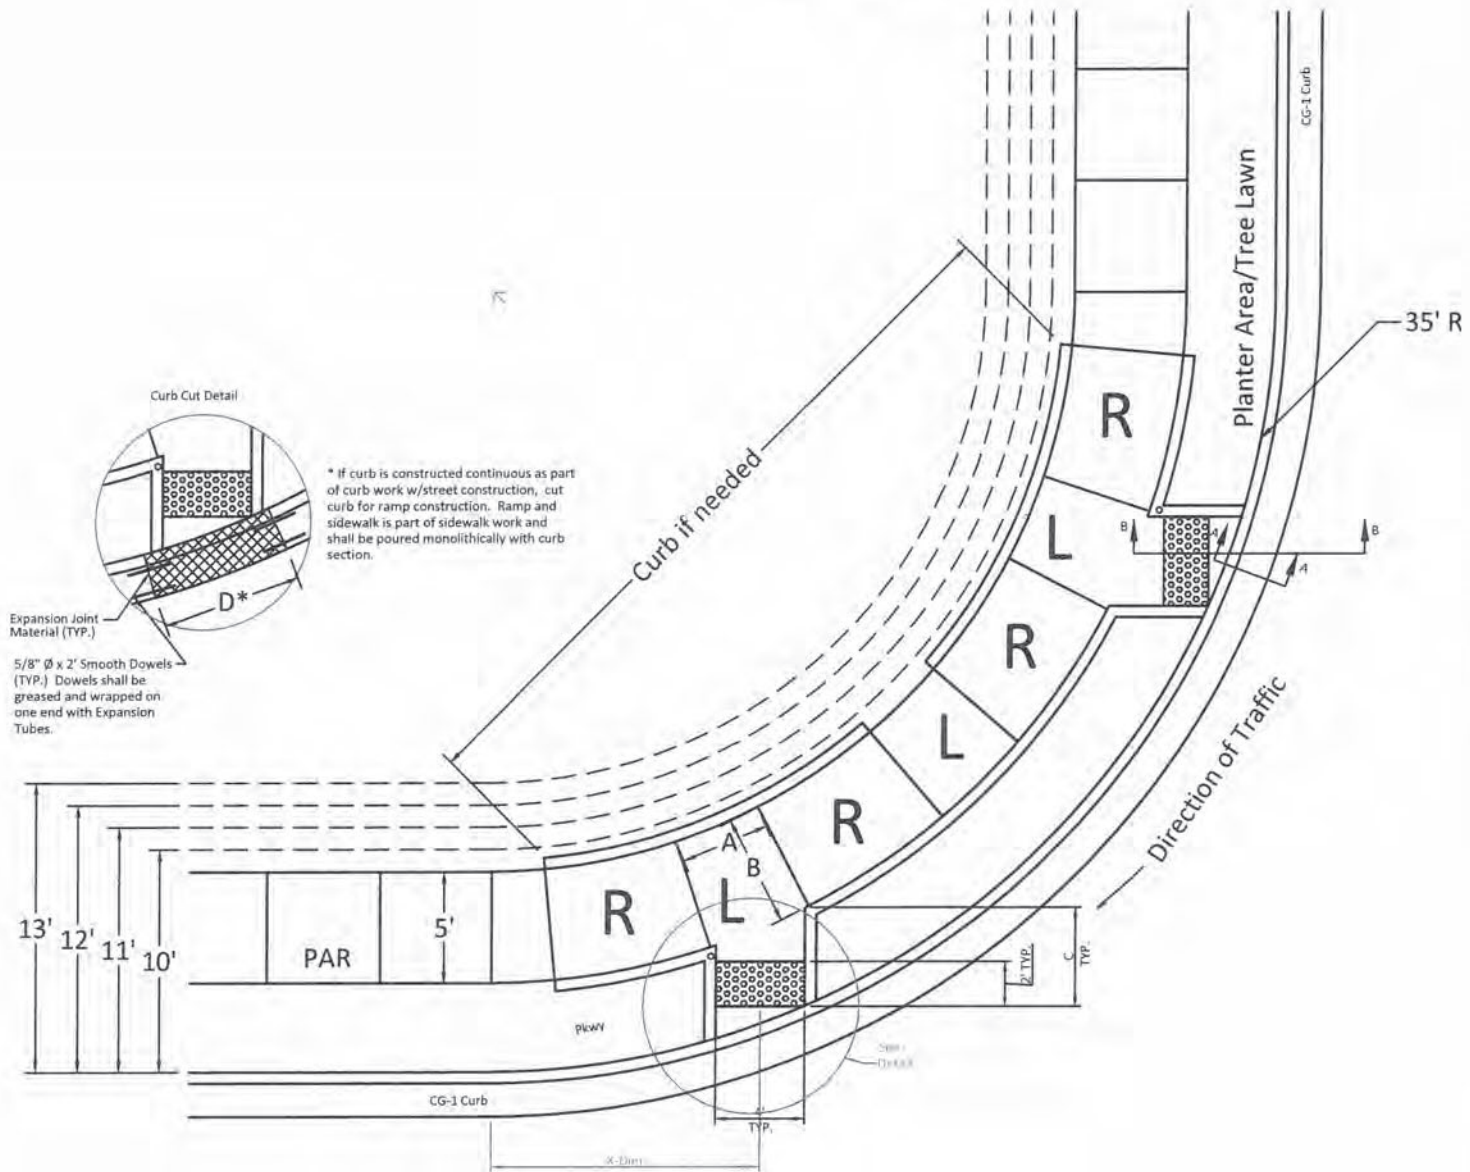 CG-1 Curb
Planter Area/Tree Lawn
35' R
R
Curb Cut Detail
* If curb is constructed continuous as part
of curb work w/street construction, cut
curb for ramp construction. Ramp and
sidewalk is part of sidewalk work and
shall be poured monolithically with curb
section.
D*
Expansion Joint
Material (TYP.)
5/8" Ø x 2' Smooth Dowels
(TYP.) Dowels shall be
greased and wrapped on
one end with Expansion
Tubes.
Curb if needed
B
L
A
B
A
R
L
Direction of Traffic
R
A
B
L
R
13'
12'
11'
10'
5'
PAR
2' TYP.
C
TYP.
Pkwy
See
Detail
CG-1 Curb
4'
TYP.
X-Dim